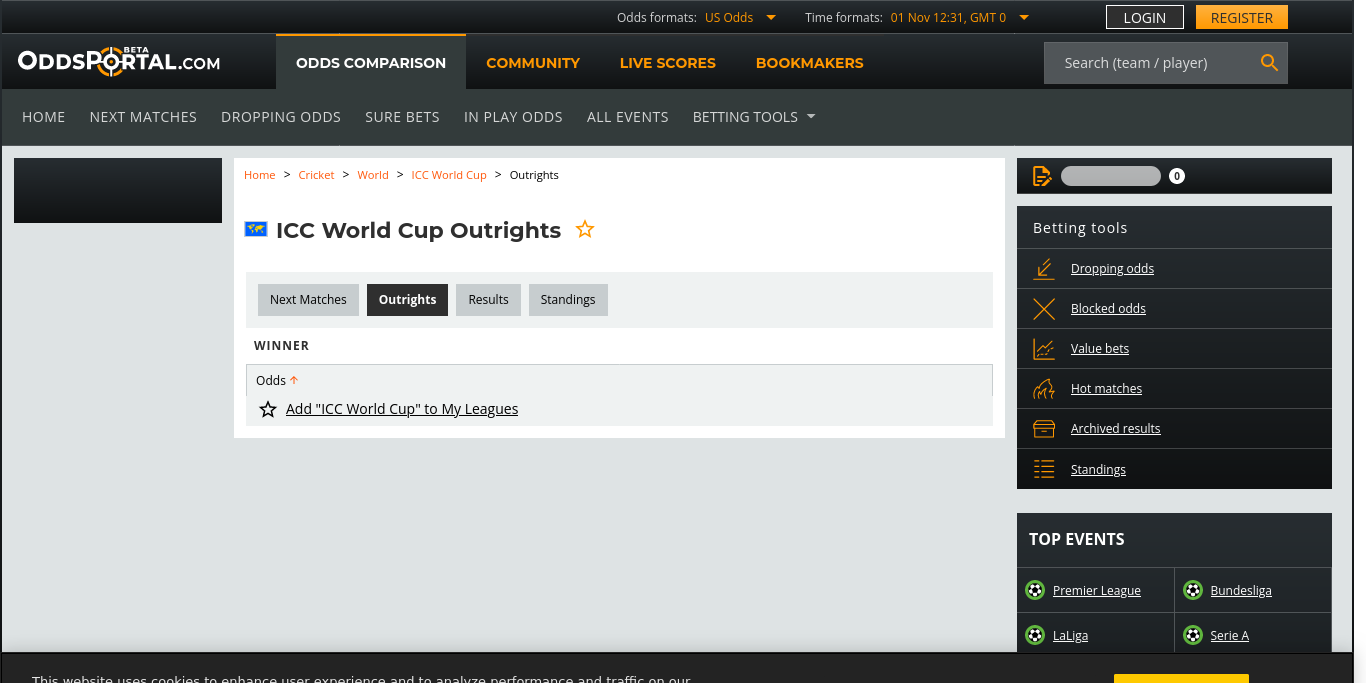 Odds formats: US Odds Time formats: 01 Nov 12:31, GMT 0 LOGIN REGISTER
ODDSPORTAL.COM BETA ODDS COMPARISON COMMUNITY LIVE SCORES BOOKMAKERS Search (team / player)
HOME NEXT MATCHES DROPPING ODDS SURE BETS IN PLAY ODDS ALL EVENTS BETTING TOOLS
Home > Cricket > World > ICC World Cup > Outrights
ICC World Cup Outrights
Next Matches Outrights Results Standings
WINNER
Odds
Add "ICC World Cup" to My Leagues
0
Betting tools
Dropping odds
Blocked odds
Value bets
Hot matches
Archived results
Standings
TOP EVENTS
Premier League Bundesliga
LaLiga Serie A
This website uses cookies to enhance user experience and to analyze performance and traffic on our